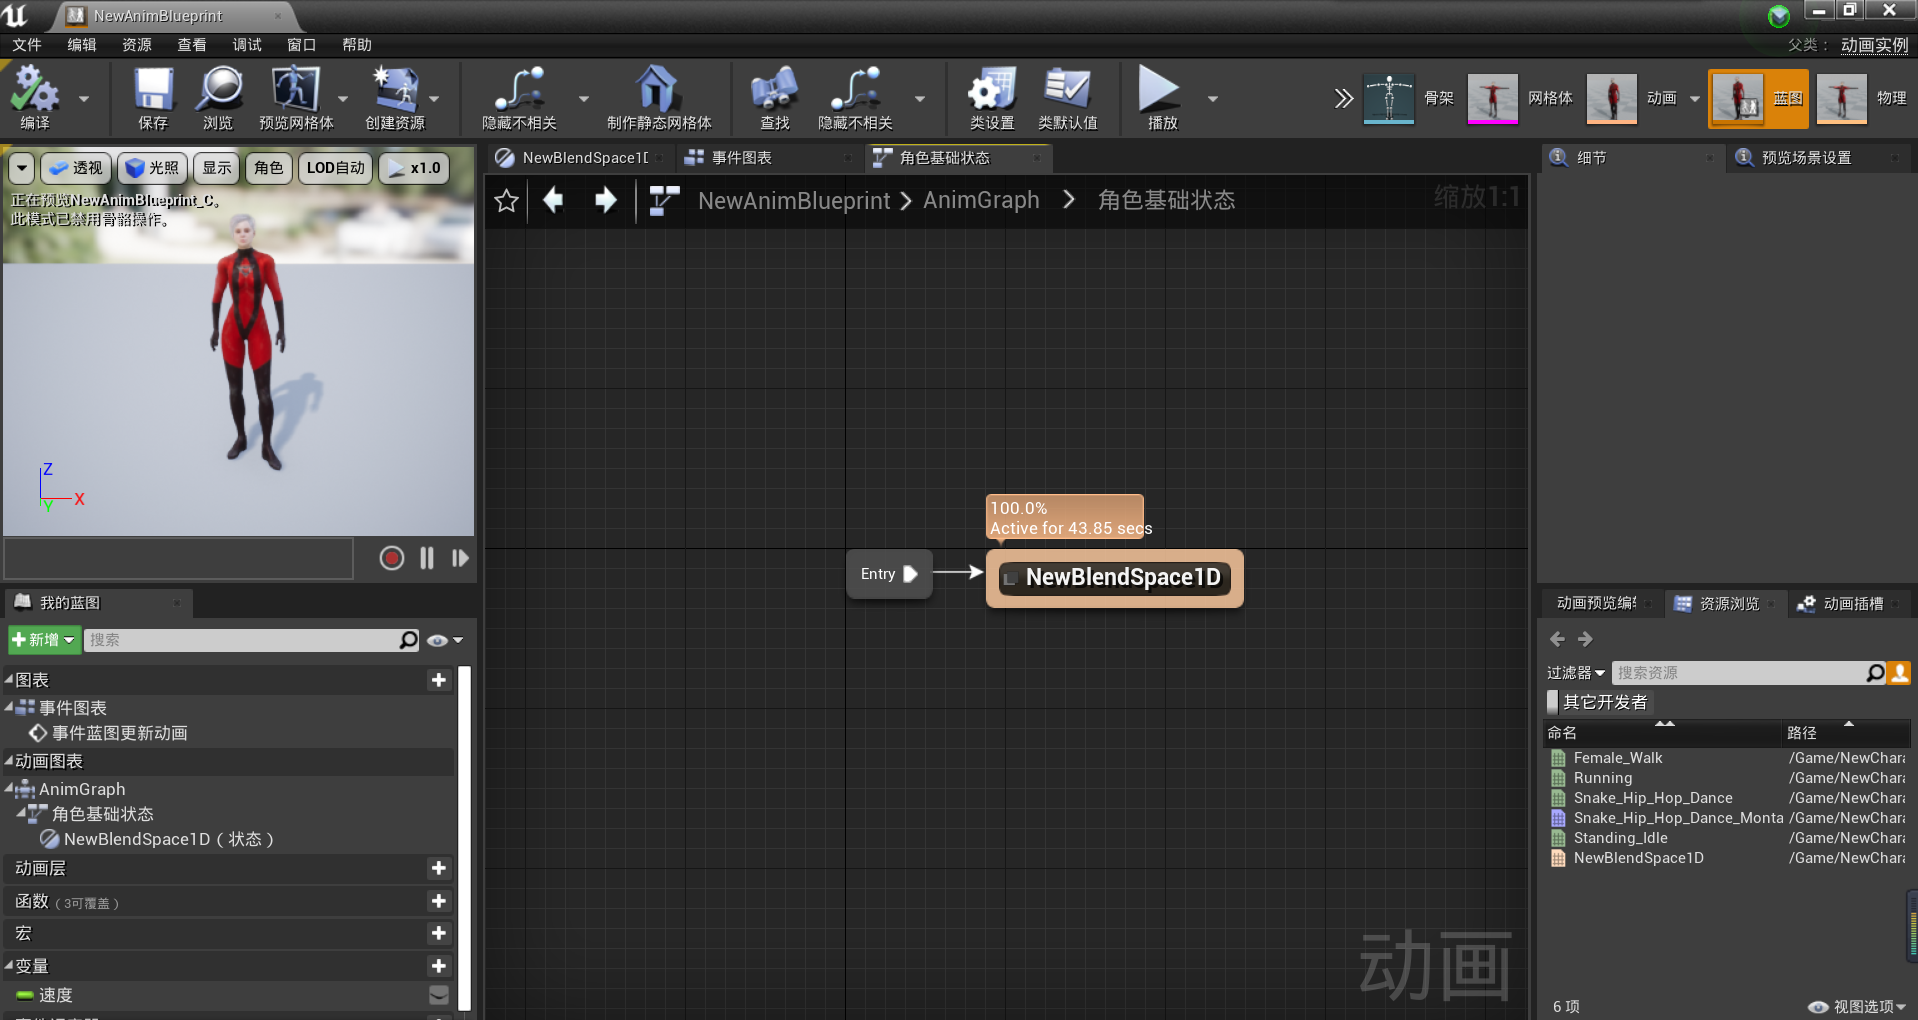 NewAnimBlueprint
文件 编辑 资源 查看 调试 窗口 帮助
父类： 动画实例
编译 保存 浏览 预览网格体 创建资源 隐藏不相关 制作静态网格体 查找 隐藏不相关 类设置 类默认值 播放
骨架 网格体 动画 蓝图 物理
透视 光照 显示 角色 LOD自动 x1.0
正在预览NewAnimBlueprint_C。
此模式已禁用骨骼操作。
Z
X
Y
NewBlendSpace1D 事件图表 角色基础状态
NewAnimBlueprint AnimGraph 角色基础状态
缩放1:1
100.0%
Active for 43.85 secs
Entry
NewBlendSpace1D
动画
我的蓝图
新增 搜索
图表
事件图表
事件蓝图更新动画
动画图表
AnimGraph
角色基础状态
NewBlendSpace1D（状态）
动画层
函数（3可覆盖）
宏
变量
速度
细节 预览场景设置
动画预览编 资源浏览 动画插槽
过滤器 搜索资源
其它开发者
命名 路径
Female_Walk /Game/NewChara
Running /Game/NewChara
Snake_Hip_Hop_Dance /Game/NewChara
Snake_Hip_Hop_Dance_Monta /Game/NewChara
Standing_Idle /Game/NewChara
NewBlendSpace1D /Game/NewChara
6 项 视图选项